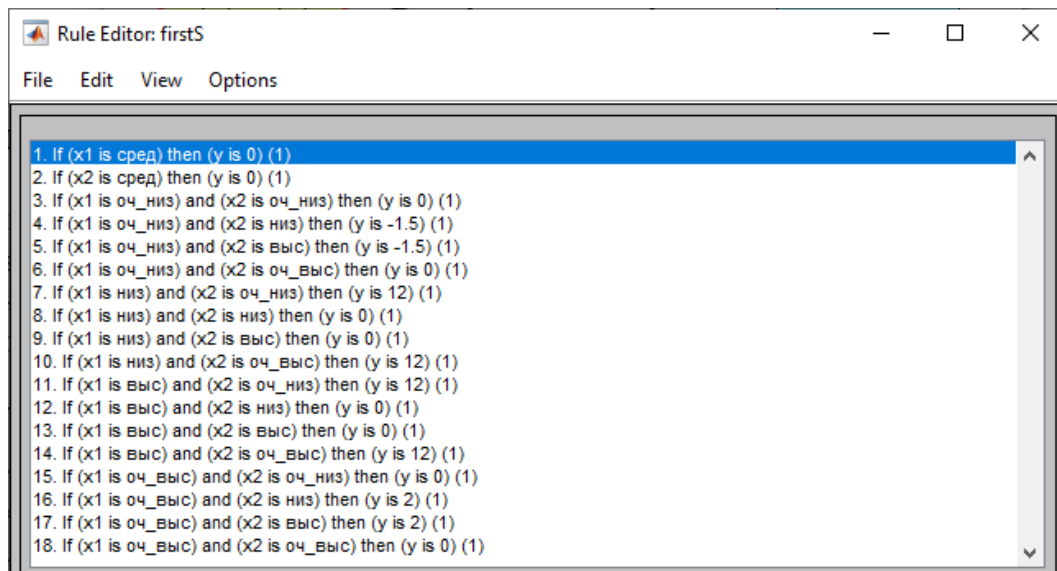 Rule Editor: firstS
File Edit View Options
1. If (x1 is сред) then (y is 0) (1)
2. If (x2 is сред) then (y is 0) (1)
3. If (x1 is оч_низ) and (x2 is оч_низ) then (y is 0) (1)
4. If (x1 is оч_низ) and (x2 is низ) then (y is -1.5) (1)
5. If (x1 is оч_низ) and (x2 is выс) then (y is -1.5) (1)
6. If (x1 is оч_низ) and (x2 is оч_выс) then (y is 0) (1)
7. If (x1 is низ) and (x2 is оч_низ) then (y is 12) (1)
8. If (x1 is низ) and (x2 is низ) then (y is 0) (1)
9. If (x1 is низ) and (x2 is выс) then (y is 0) (1)
10. If (x1 is низ) and (x2 is оч_выс) then (y is 12) (1)
11. If (x1 is выс) and (x2 is оч_низ) then (y is 12) (1)
12. If (x1 is выс) and (x2 is низ) then (y is 0) (1)
13. If (x1 is выс) and (x2 is выс) then (y is 0) (1)
14. If (x1 is выс) and (x2 is оч_выс) then (y is 12) (1)
15. If (x1 is оч_выс) and (x2 is оч_низ) then (y is 0) (1)
16. If (x1 is оч_выс) and (x2 is низ) then (y is 2) (1)
17. If (x1 is оч_выс) and (x2 is выс) then (y is 2) (1)
18. If (x1 is оч_выс) and (x2 is оч_выс) then (y is 0) (1)